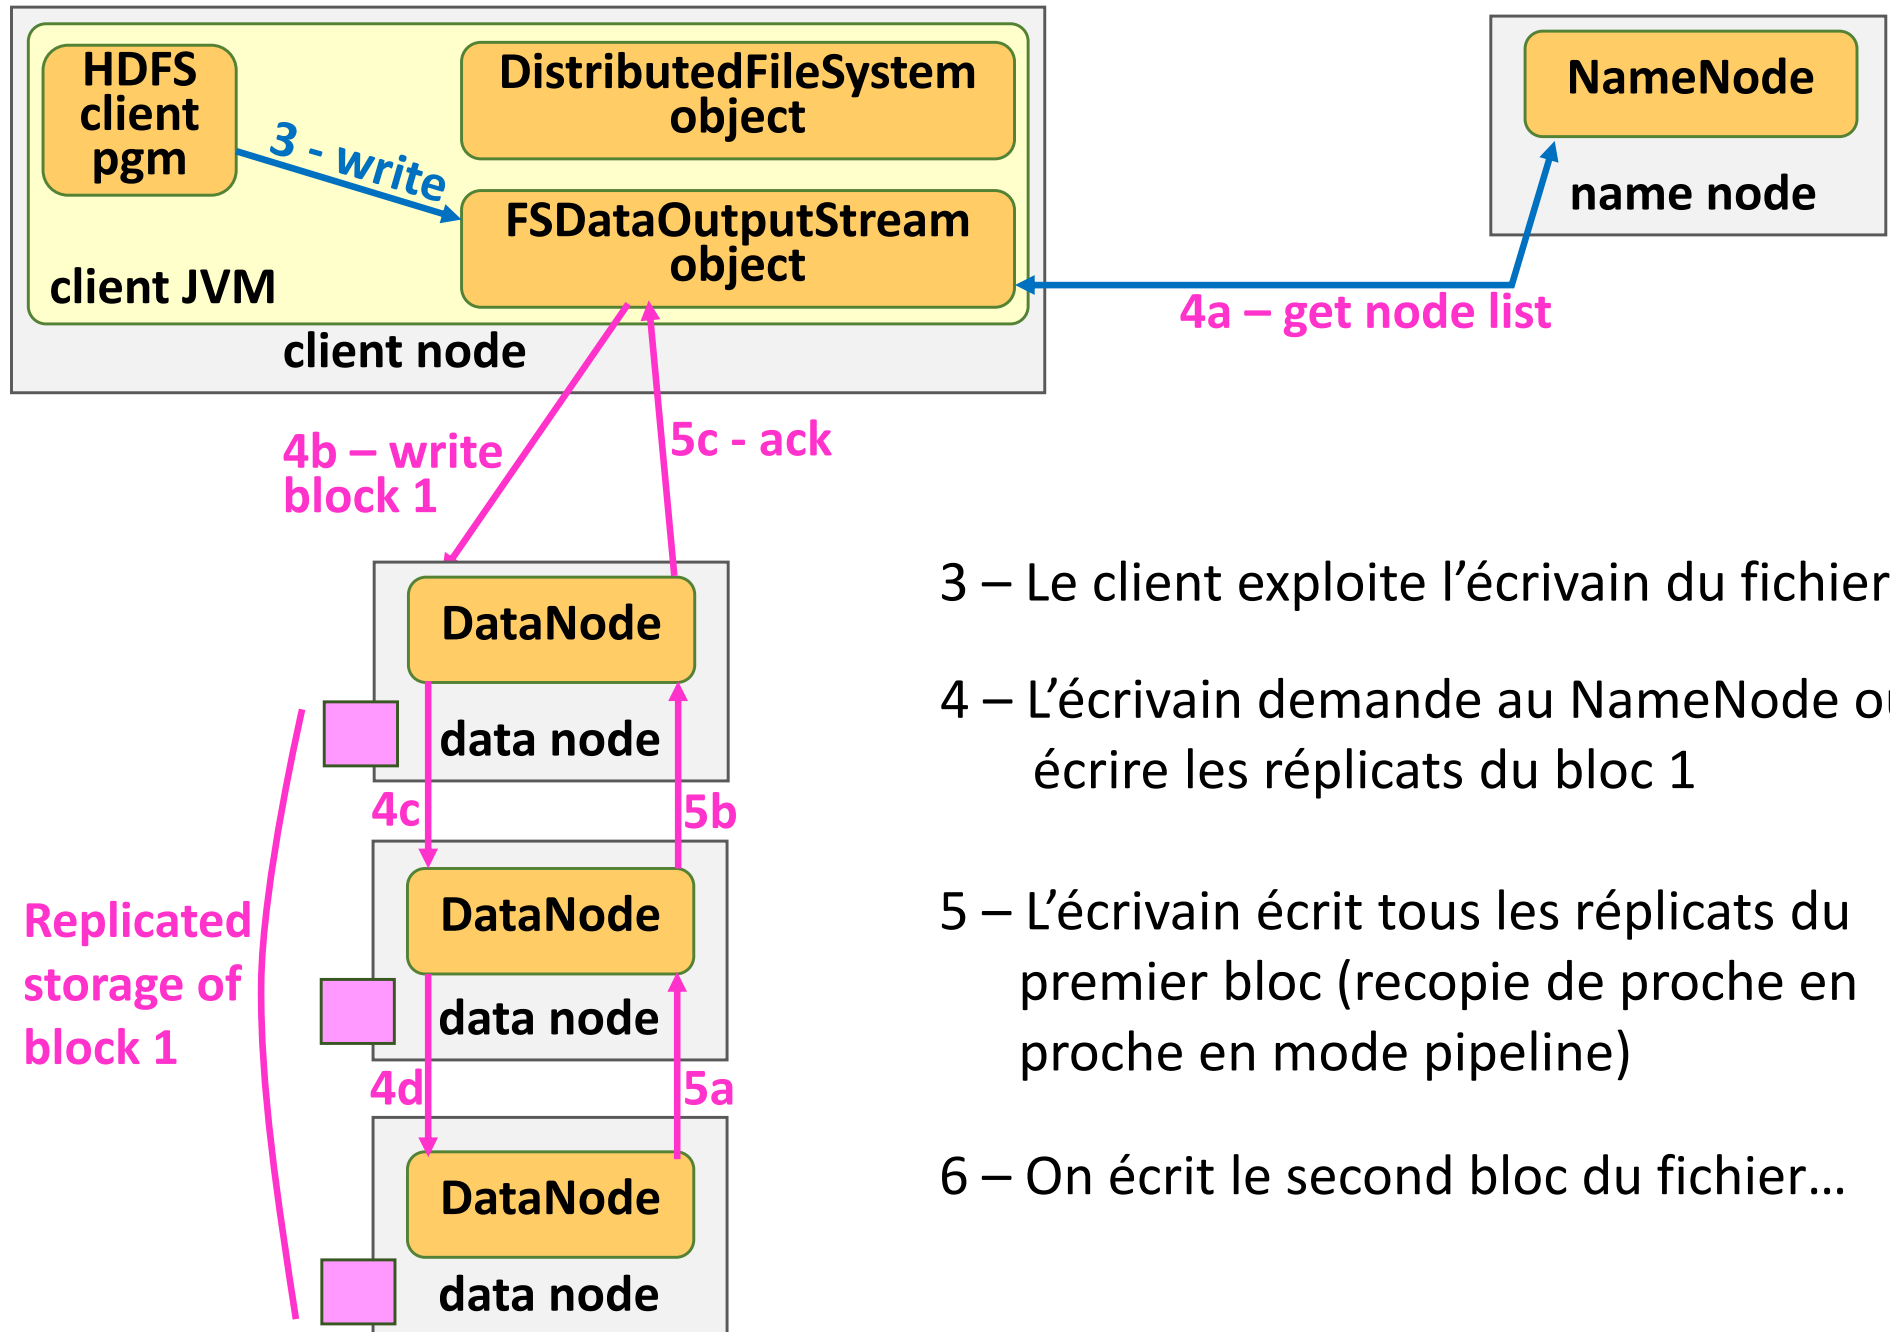 HDFS
client
pgm
DistributedFileSystem
object
3 - write
FSDataOutputStream
object
client JVM
client node
NameNode
name node
4a – get node list
4b – write
block 1
5c - ack
DataNode
data node
4c
5b
DataNode
data node
4d
5a
DataNode
data node
Replicated
storage of
block 1
3 – Le client exploite l’écrivain du fichier
4 – L’écrivain demande au NameNode
écrire les réplicats du bloc 1
5 – L’écrivain écrit tous les réplicats du
premier bloc (recopie de proche en
proche en mode pipeline)
6 – On écrit le second bloc du fichier…